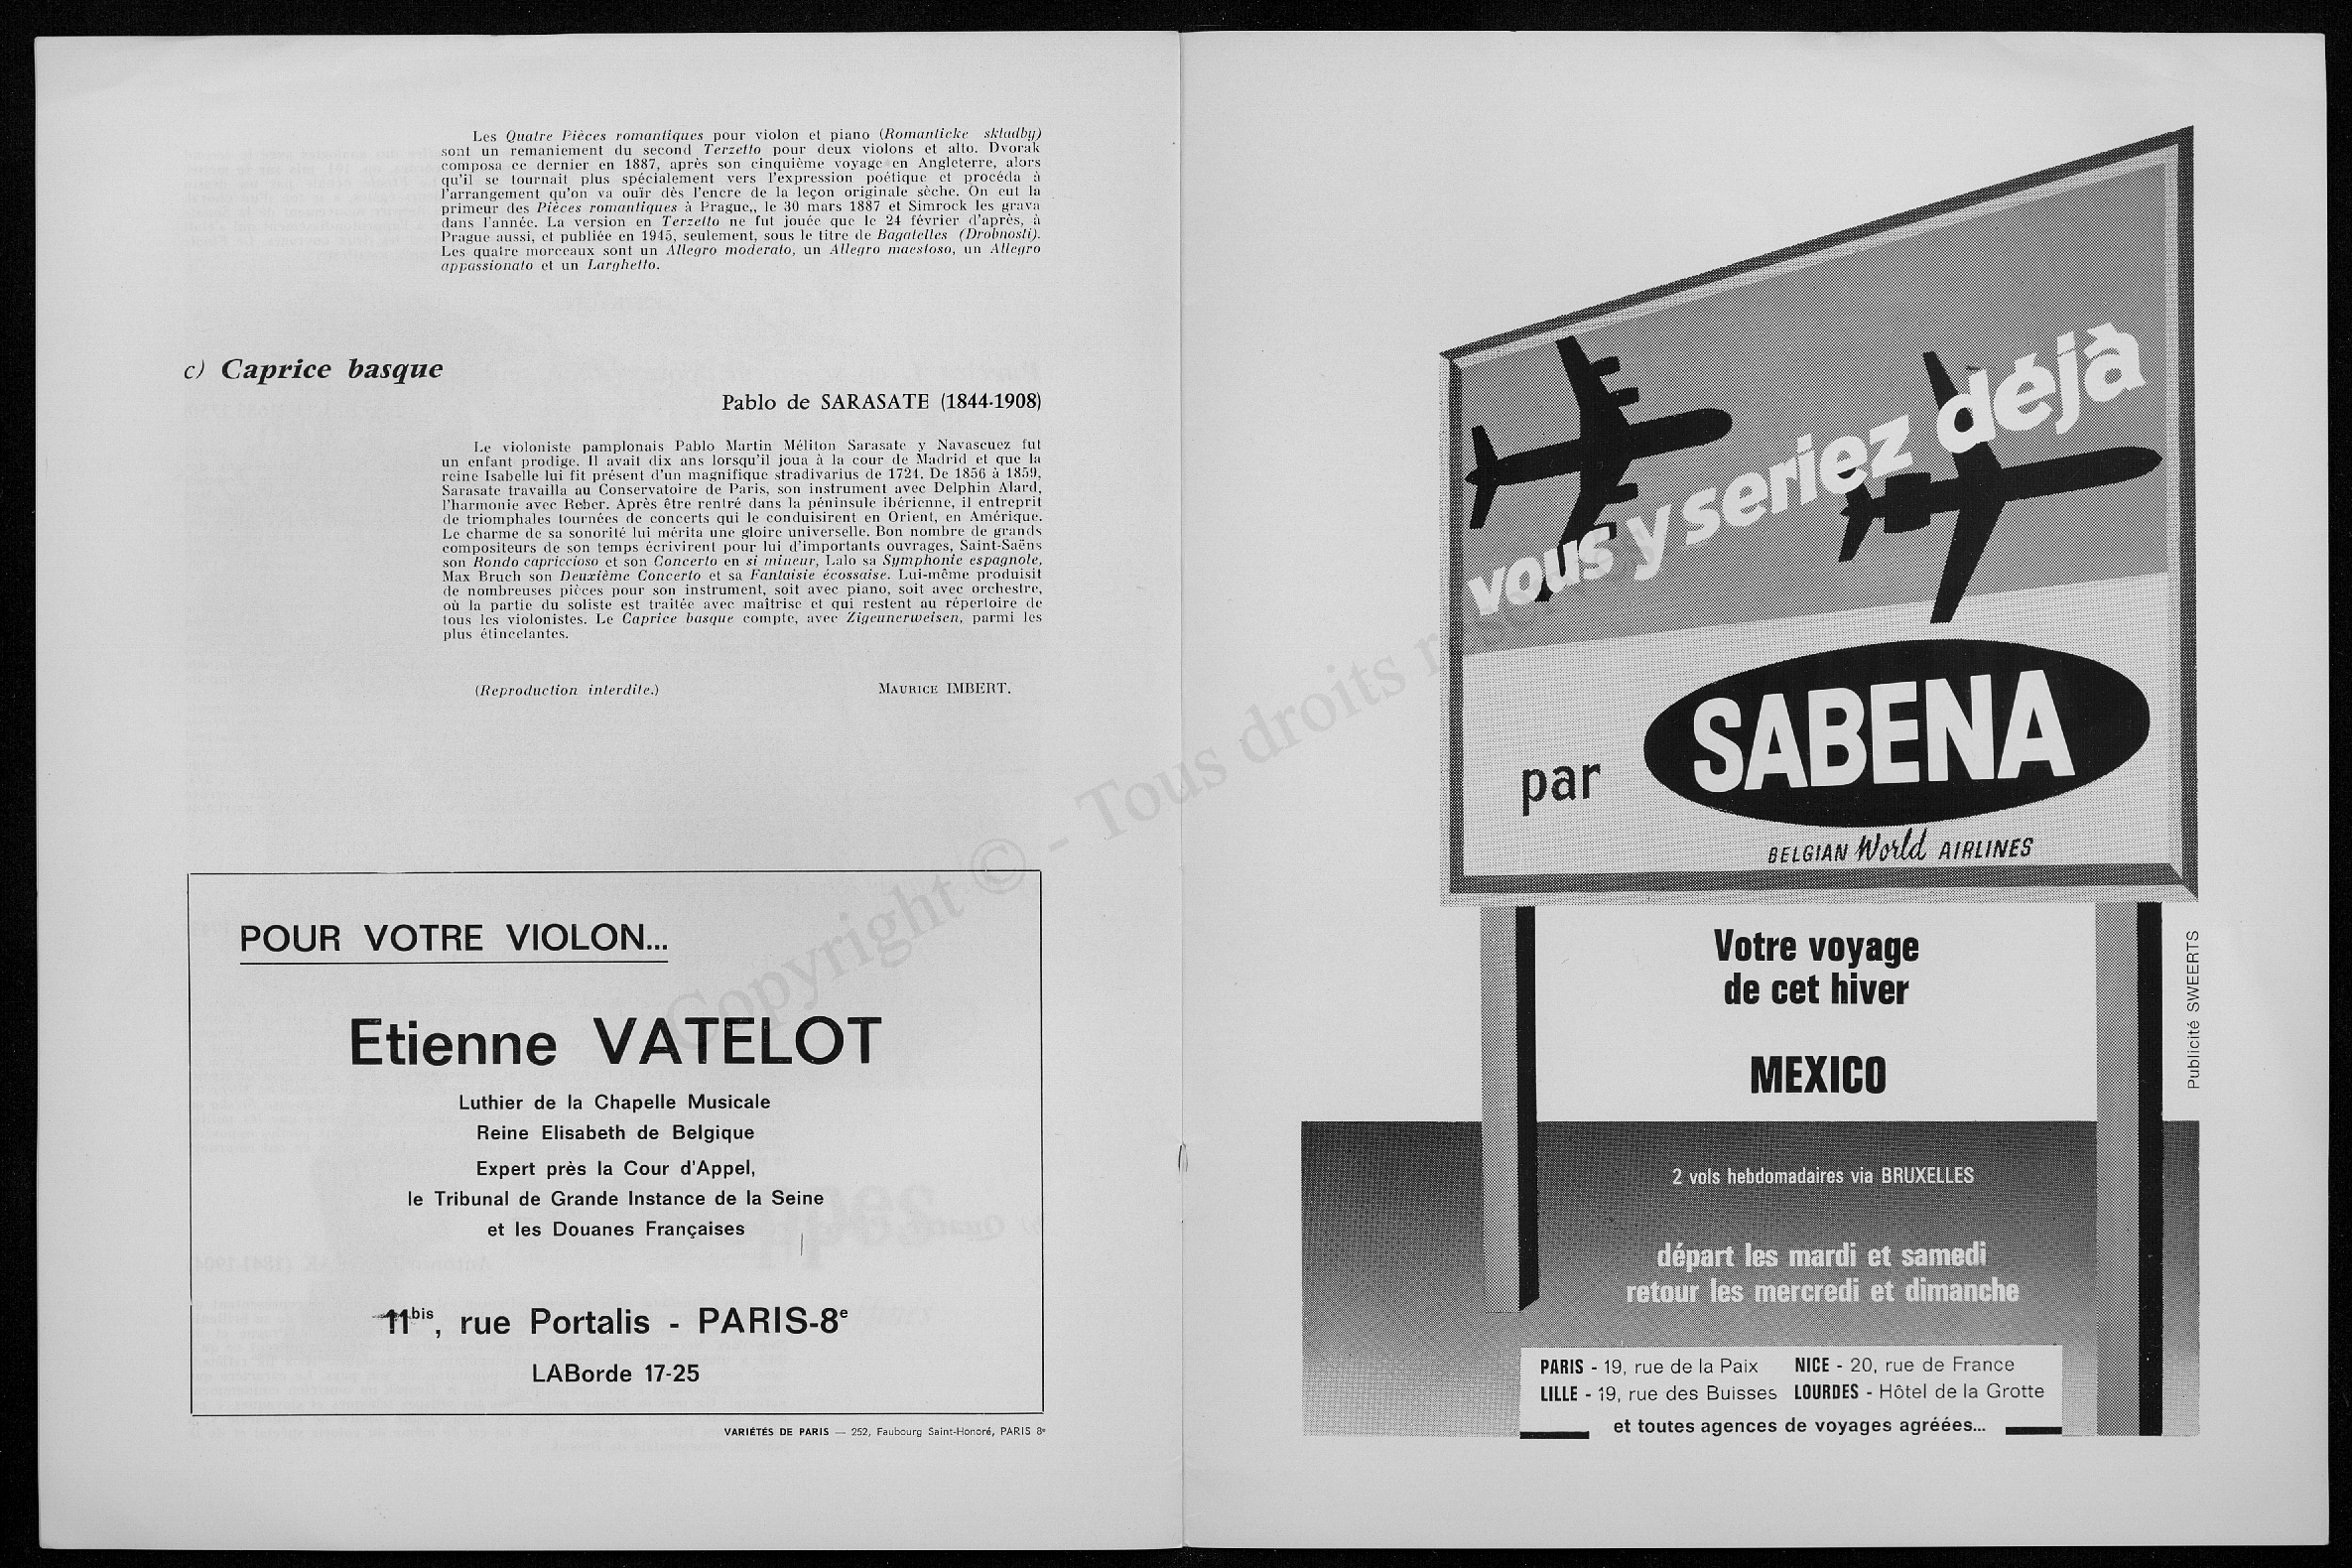 Les Quatre Pièces romantiques pour violon et piano (Romanticke skladby)
sont un remaniement du second Terzetto pour deux violons et alto. Dvorak
composa ce dernier en 1887, après son cinquième voyage en Angleterre, alors
qu'il se tournait plus spécialement vers l'expression poétique et procéda à
l'arrangement qu'on va ouïr dès l'encre de la leçon originale sèche. On eut la
primeur des Pièces romantiques à Prague,, le 30 mars 1887 et Simrock les grava
dans l'année. La version en Terzetto ne fut jouée que le 24 février d'après, à
Prague aussi, et publiée en 1945, seulement, sous le titre de Bagatelles (Drobnosti).
Les quatre morceaux sont un Allegro moderato, un Allegro maestoso, un Allegro
appassionato et un Larghetto.
c) Caprice basque
Pablo de SARASATE (1844-1908)
Le violoniste pamplonais Pablo Martin Méliton Sarasate y Navascuez fut
un enfant prodige. Il avait dix ans lorsqu'il joua à la cour de Madrid et que la
reine Isabelle lui fit présent d'un magnifique stradivarius de 1724. De 1856 à 1859,
Sarasate travailla au Conservatoire de Paris, son instrument avec Delphin Alard,
l'harmonie avec Reber. Après être rentré dans la péninsule ibérienne, il entreprit
de triomphales tournées de concerts qui le conduisirent en Orient, en Amérique.
Le charme de sa sonorité lui mérita une gloire universelle. Bon nombre de grands
compositeurs de son temps écrivirent pour lui d'importants ouvrages, Saint-Saëns
son Rondo capriccioso et son Concerto en si mineur, Lalo sa Symphonie espagnole,
Max Bruch son Deuxième Concerto et sa Fantaisie écossaise. Lui-même produisit
de nombreuses pièces pour son instrument, soit avec piano, soit avec orchestre,
où la partie du soliste est traitée avec maîtrise et qui restent au répertoire de
tous les violonistes. Le Caprice basque compte, avec Zigeunerweisen, parmi les
plus étincelantes.
(Reproduction interdite.) MAURICE IMBERT.
POUR VOTRE VIOLON...
Etienne VATELOT
Luthier de la Chapelle Musicale
Reine Elisabeth de Belgique
Expert près la Cour d'Appel,
le Tribunal de Grande Instance de la Seine
et les Douanes Françaises
11bis, rue Portalis - PARIS-8e
LABorde 17-25
VARIÉTÉS DE PARIS — 252, Faubourg Saint-Honoré, PARIS 8e
vous y seriez déjà
par SABENA
BELGIAN World AIRLINES
Votre voyage
de cet hiver
MEXICO
Publicité SWEERTS
2 vols hebdomadaires via BRUXELLES
départ les mardi et samedi
retour les mercredi et dimanche
PARIS - 19, rue de la Paix NICE - 20, rue de France
LILLE - 19, rue des Buisses LOURDES - Hôtel de la Grotte
et toutes agences de voyages agréées...
Copyright © - Tous droits